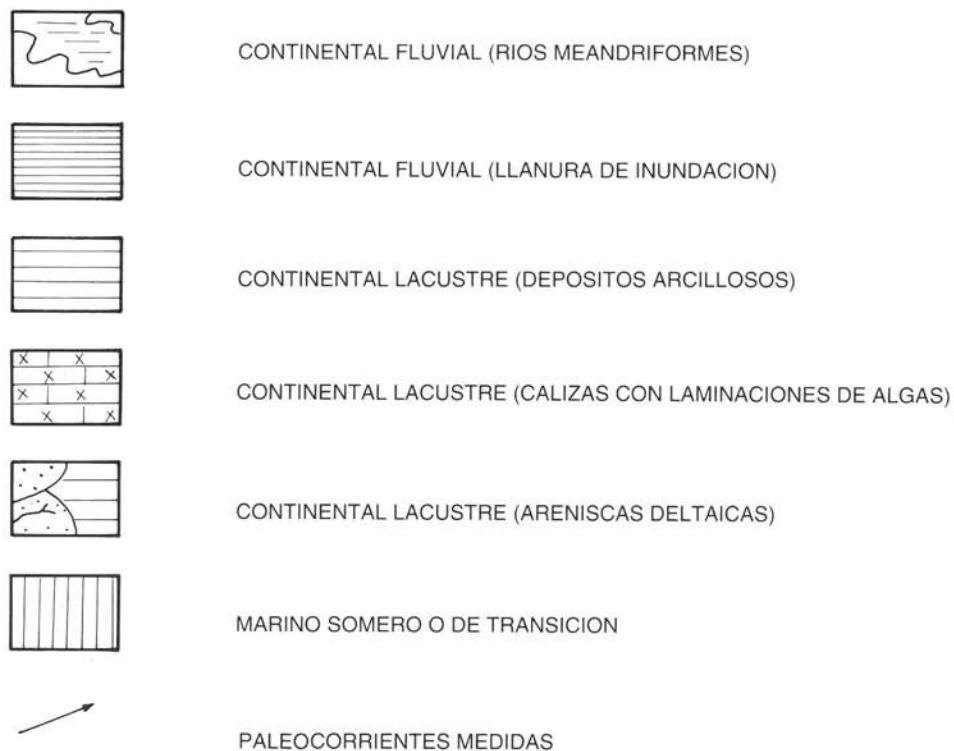 CONTINENTAL FLUVIAL (RIOS MEANDRIFORMES)
CONTINENTAL FLUVIAL (LLANURA DE INUNDACION)
CONTINENTAL LACUSTRE (DEPOSITOS ARCILLOSOS)
CONTINENTAL LACUSTRE (CALIZAS CON LAMINACIONES DE ALGAS)
CONTINENTAL LACUSTRE (ARENISCAS DELTAICAS)
MARINO SOMERO O DE TRANSICION
PALEOCORRIENTES MEDIDAS